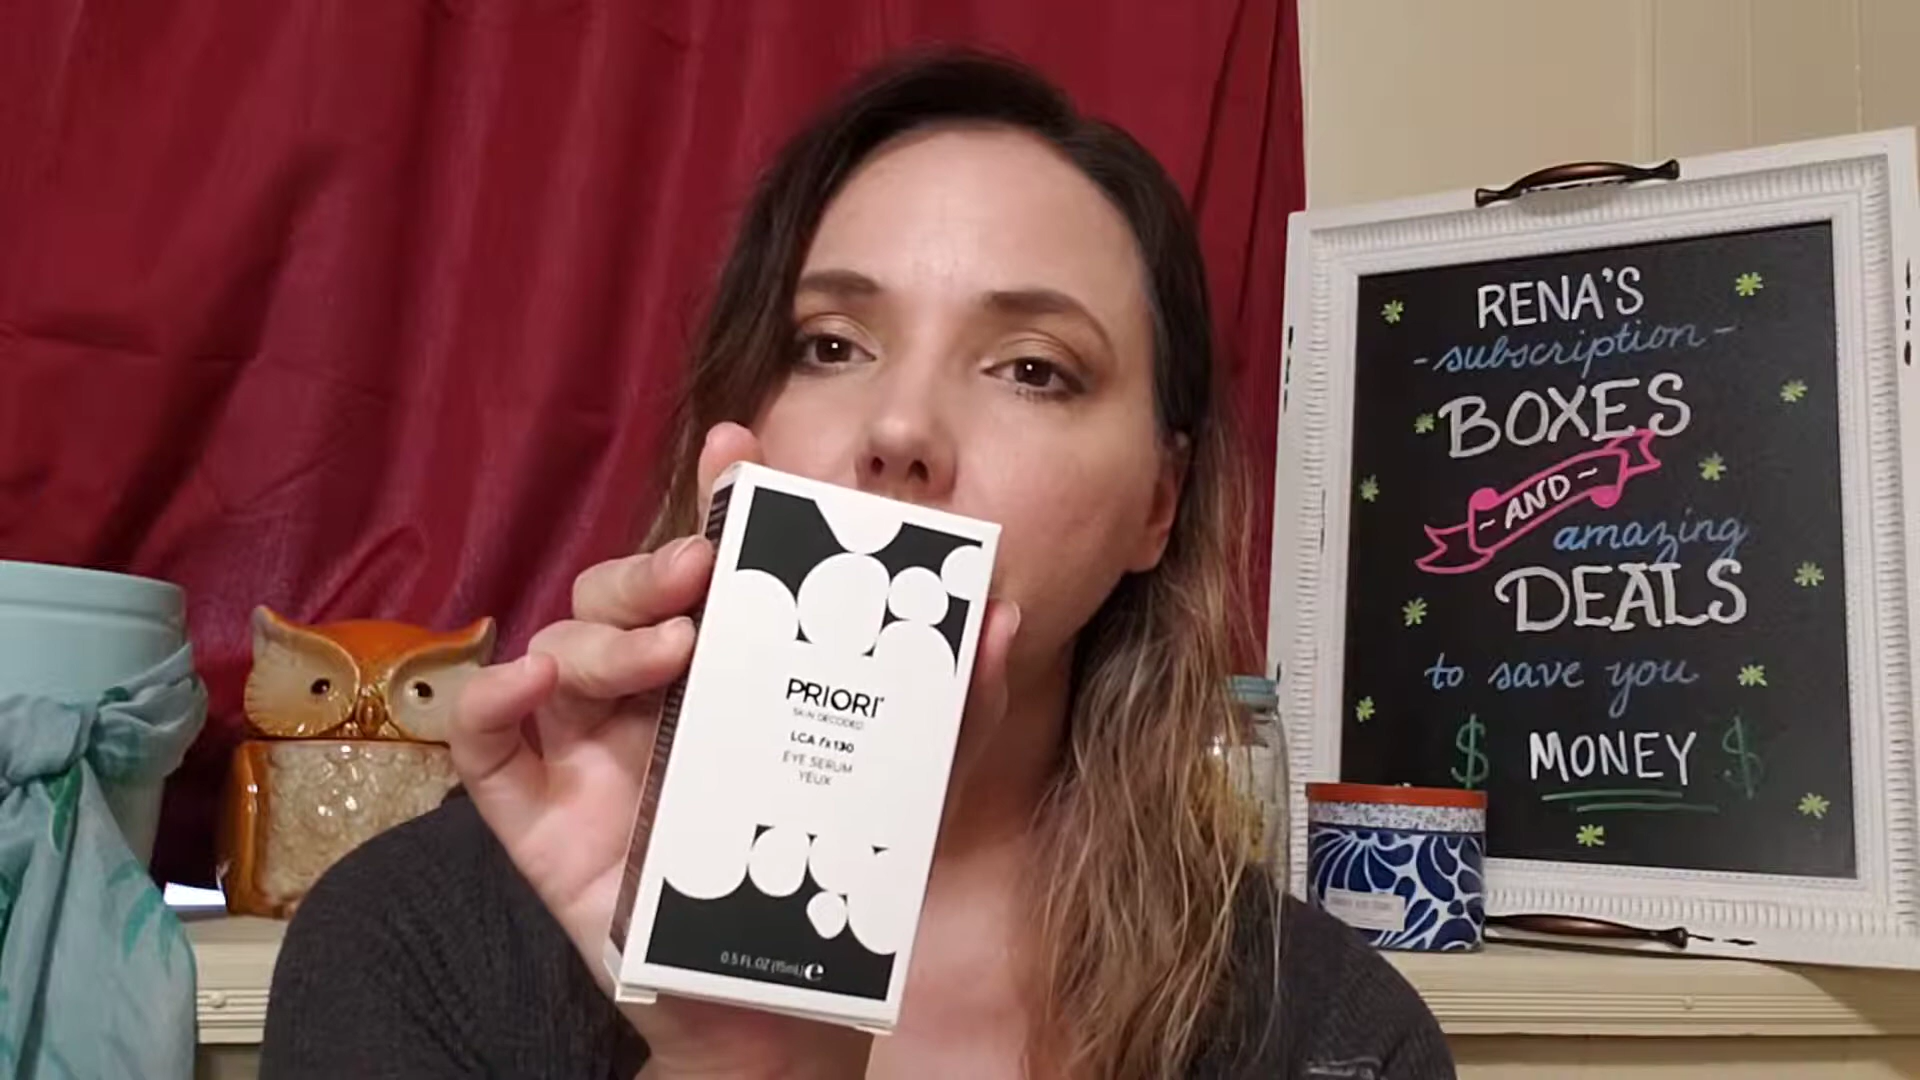 PRIORI®
SKIN DECODED
LCA fx130
EYE SERUM
YEUX
0.5 FL.OZ (15mL) e
RENA'S
-subscription-
BOXES
~AND~
amazing
DEALS
to save you
$ MONEY $